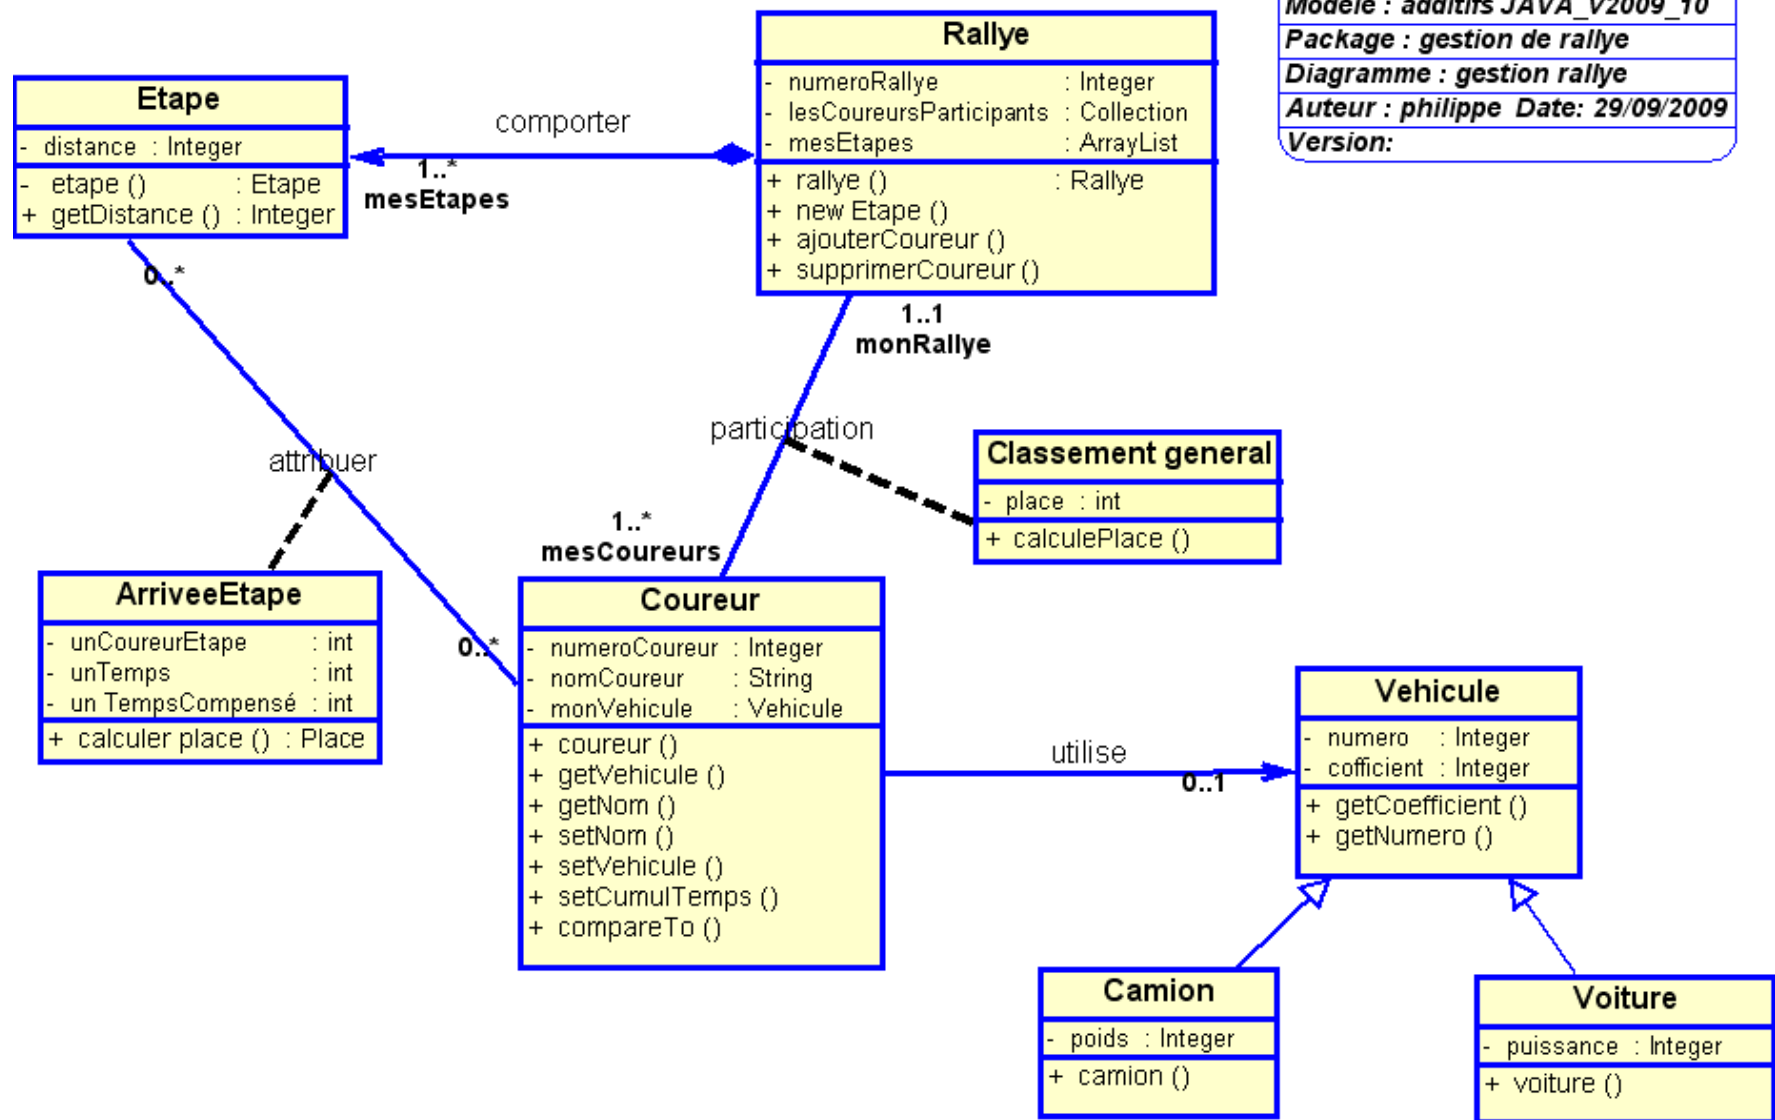 Modele : additifs JAVA_V2009_10
Package : gestion de rallye
Diagramme : gestion rallye
Auteur : philippe Date: 29/09/2009
Version:
Rallye
- numeroRallye : Integer
- lesCoureursParticipants : Collection
- mesEtapes : ArrayList
+ rallye () : Rallye
+ new Etape ()
+ ajouterCoureur ()
+ supprimerCoureur ()
Etape
- distance : Integer
- etape () : Etape
+ getDistance () : Integer
comporter
1..*
mesEtapes
0..*
1..1
monRallye
participation
attribuer
Classement general
- place : int
+ calculePlace ()
1..*
mesCoureurs
ArriveeEtape
- unCoureurEtape : int
- unTemps : int
- un TempsCompensé : int
+ calculer place () : Place
0..*
Coureur
- numeroCoureur : Integer
- nomCoureur : String
- monVehicule : Vehicule
+ coureur ()
+ getVehicule ()
+ getNom ()
+ setNom ()
+ setVehicule ()
+ setCumulTemps ()
+ compareTo ()
utilise
0..1
Vehicule
- numero : Integer
- cofficient : Integer
+ getCoefficient ()
+ getNumero ()
Camion
- poids : Integer
+ camion ()
Voiture
- puissance : Integer
+ voiture ()